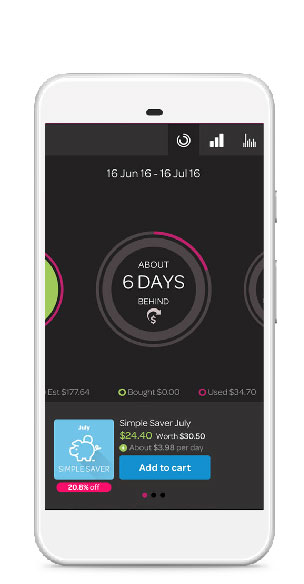 16 Jun 16 - 16 Jul 16
ABOUT
6 DAYS
BEHIND
$
Est $177.64
Bought $0.00
Used $34.70
July
SIMPLE SAVER
20.8% off
Simple Saver July
$24.40 Worth $30.50
About $3.98 per day
Add to cart